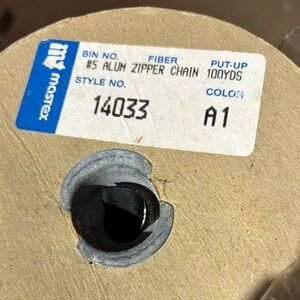 BIN NO. FIBER PUT-UP
#5 ALUM ZIPPER CHAIN 100YDS
STYLE NO. COLOR
14033 A1
mastex